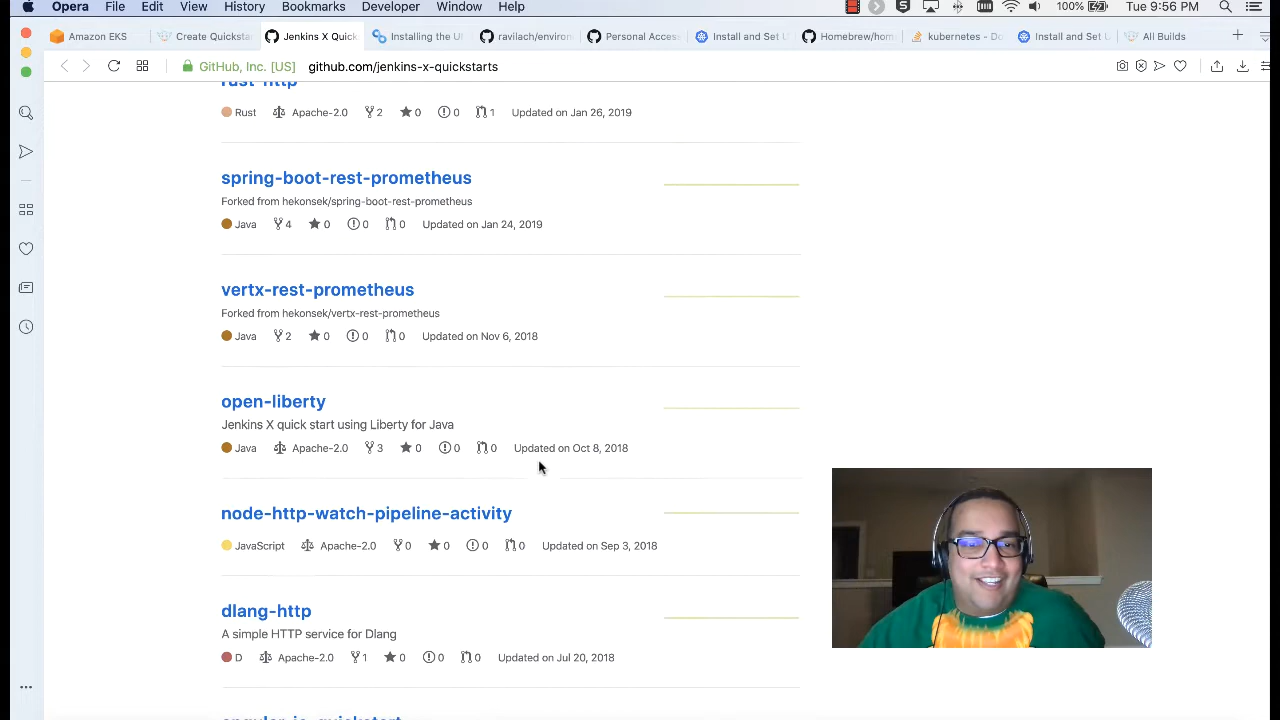 Opera File Edit View History Bookmarks Developer Window Help 100% Tue 9:56 PM
Amazon EKS Create Quicksta Jenkins X Quick Installing the U ravilach/environ Personal Acces Install and Set U Homebrew/home kubernetes - Do Install and Set U All Builds
GitHub, Inc. [US] github.com/jenkins-x-quickstarts
rust-http
Rust Apache-2.0 2 0 0 1 Updated on Jan 26, 2019
spring-boot-rest-prometheus
Forked from hekonsek/spring-boot-rest-prometheus
Java 4 0 0 0 Updated on Jan 24, 2019
vertx-rest-prometheus
Forked from hekonsek/vertx-rest-prometheus
Java 2 0 0 0 Updated on Nov 6, 2018
open-liberty
Jenkins X quick start using Liberty for Java
Java Apache-2.0 3 0 0 0 Updated on Oct 8, 2018
node-http-watch-pipeline-activity
JavaScript Apache-2.0 0 0 0 0 Updated on Sep 3, 2018
dlang-http
A simple HTTP service for Dlang
D Apache-2.0 1 0 0 0 Updated on Jul 20, 2018